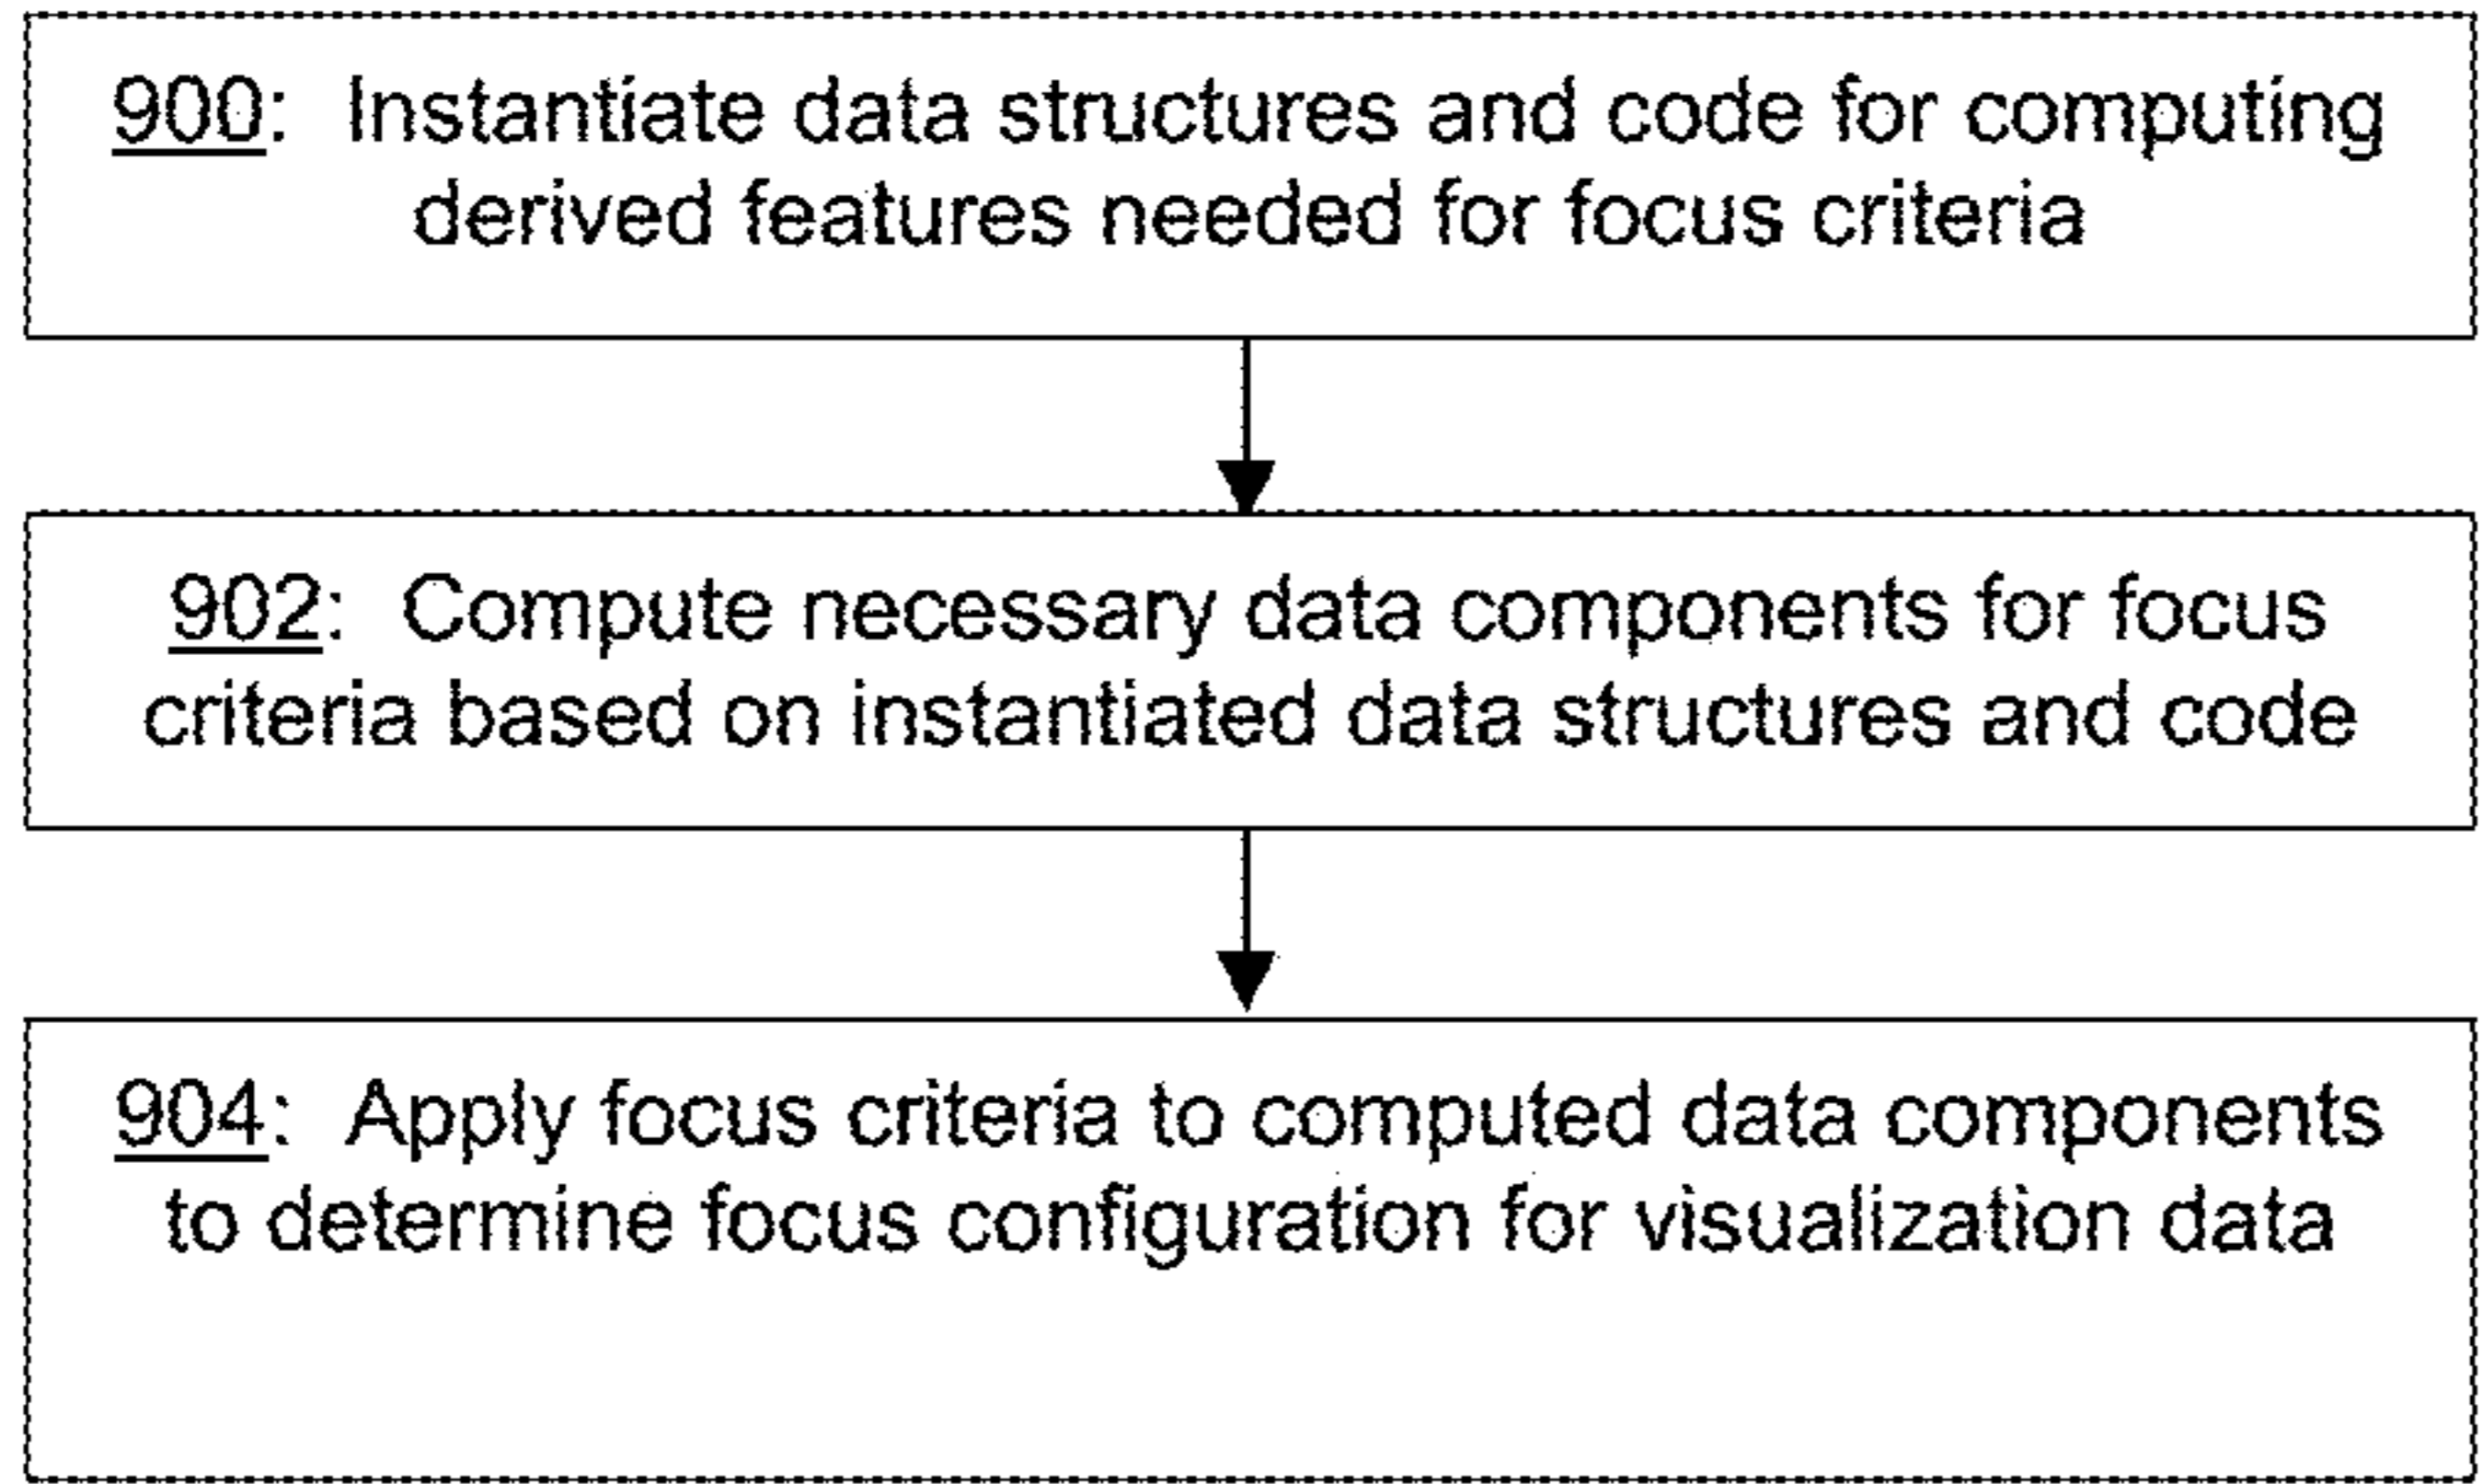 900: Instantiate data structures and code for computing
derived features needed for focus criteria
902: Compute necessary data components for focus
criteria based on instantiated data structures and code
904: Apply focus criteria to computed data components
to determine focus configuration for visualization data